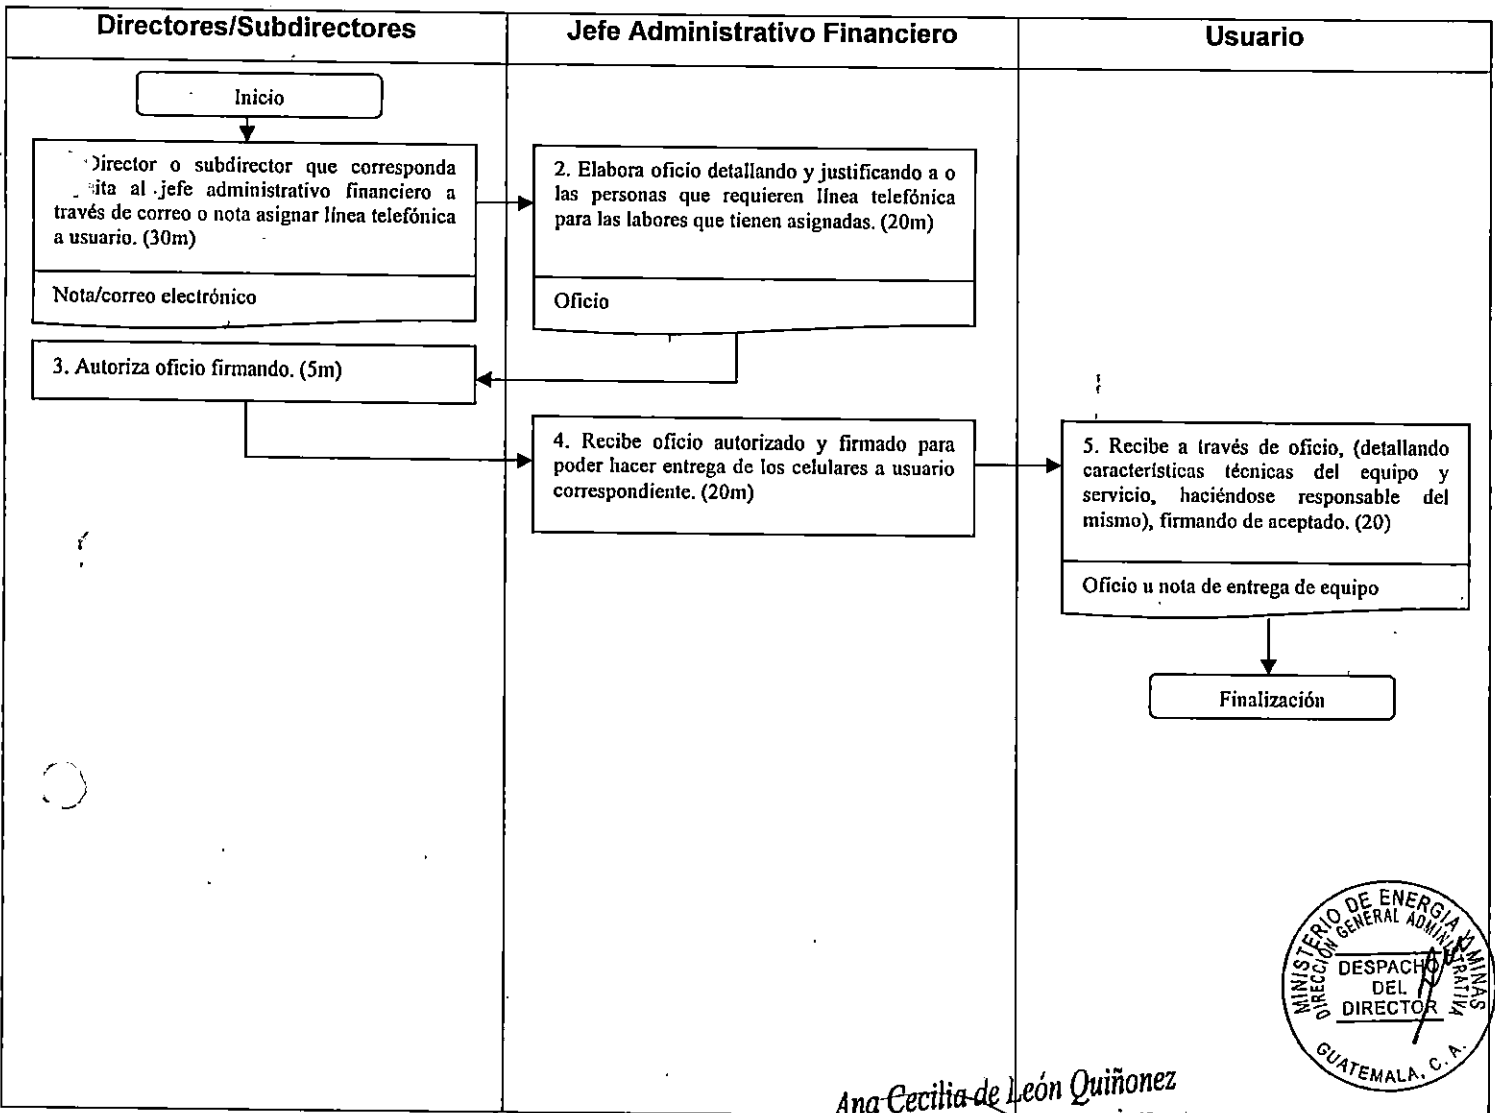 Directores/Subdirectores
Jefe Administrativo Financiero
Usuario
Inicio
Director o subdirector que corresponda
al jefe administrativo financiero a
través de correo o nota asignar línea telefónica
a usuario. (30m)
Nota/correo electrónico
2. Elabora oficio detallando y justificando a o
las personas que requieren línea telefónica
para las labores que tienen asignadas. (20m)
Oficio
3. Autoriza oficio firmando. (5m)
4. Recibe oficio autorizado y firmado para
poder hacer entrega de los celulares a usuario
correspondiente. (20m)
5. Recibe a través de oficio, (detallando
características técnicas del equipo y
servicio, haciéndose responsable del
mismo), firmando de aceptado. (20)
Oficio u nota de entrega de equipo
Finalización
MINISTERIO DE ENERGIA Y MINAS
DIRECCIÓN GENERAL ADMINISTRATIVA
DESPACHO
DEL
DIRECTOR
GUATEMALA, C. A.
Ana Cecilia de León Quiñonez